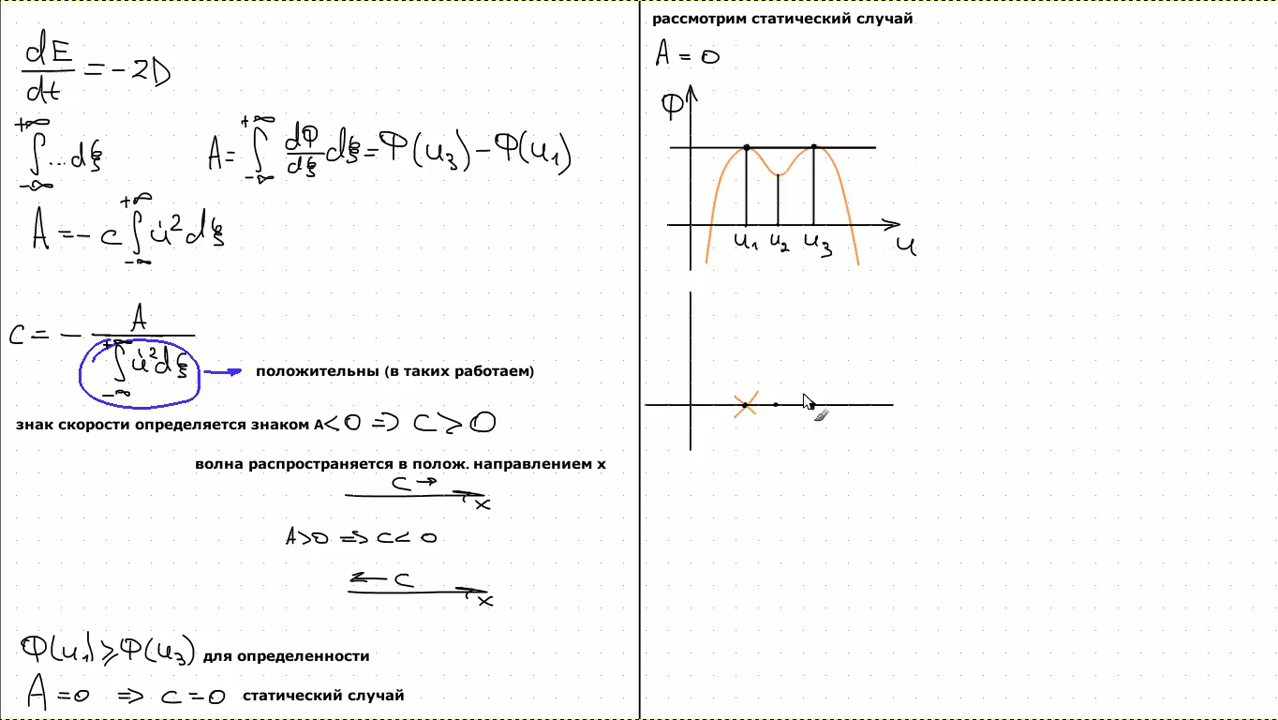 dE/dt = -2D
∫_{-∞}^{+∞} ... dξ
A = ∫_{-∞}^{+∞} dФ/dξ dξ = Ф(u₃) - Ф(u₁)
A = - c ∫_{-∞}^{+∞} u̇² dξ
c = - A / ∫_{-∞}^{+∞} u̇² dξ
положительны (в таких работаем)
знак скорости определяется знаком A < 0 ⇒ c > 0
волна распространяется в полож. направлением x
c →
x
A > 0 ⇒ c < 0
← c
x
Ф(u₁) ⩾ Ф(u₃) для определенности
A = 0 ⇒ c = 0 статический случай
рассмотрим статический случай
A = 0
Ф
u₁ u₂ u₃ u